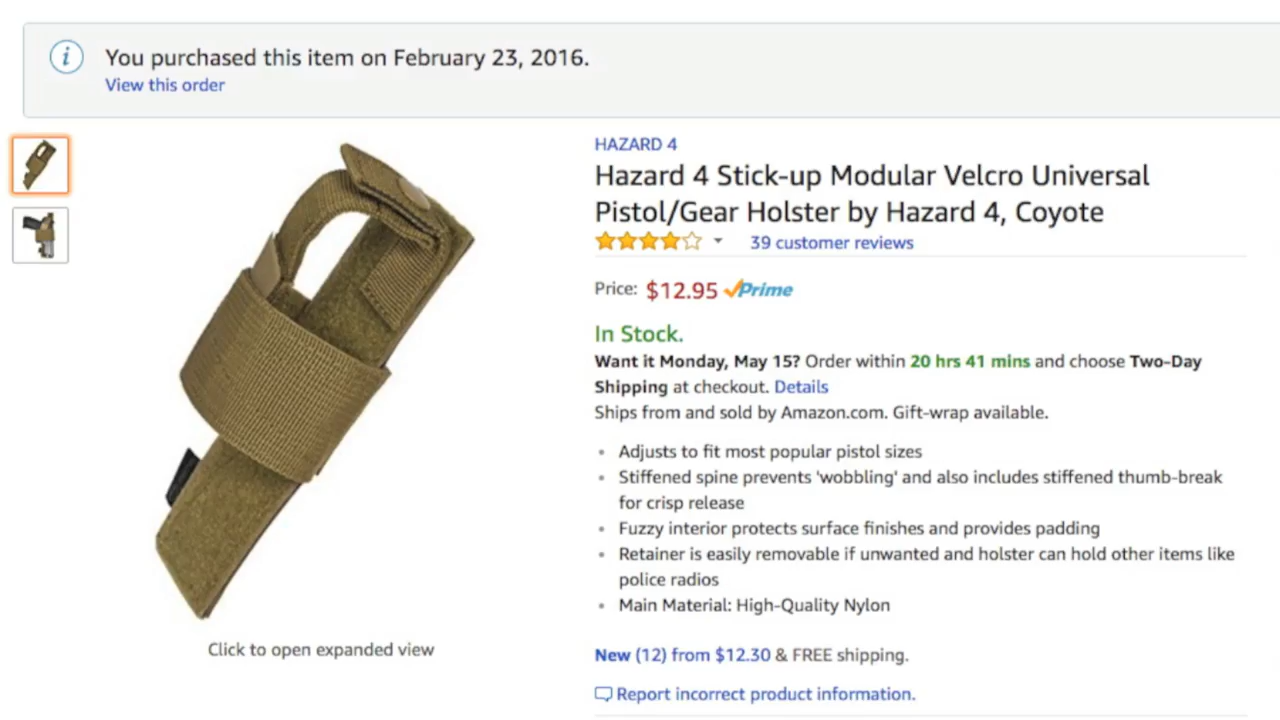 You purchased this item on February 23, 2016.
View this order
HAZARD 4
Hazard 4 Stick-up Modular Velcro Universal
Pistol/Gear Holster by Hazard 4, Coyote
39 customer reviews
Price: $12.95 Prime
In Stock.
Want it Monday, May 15? Order within 20 hrs 41 mins and choose Two-Day
Shipping at checkout. Details
Ships from and sold by Amazon.com. Gift-wrap available.
• Adjusts to fit most popular pistol sizes
• Stiffened spine prevents 'wobbling' and also includes stiffened thumb-break
for crisp release
• Fuzzy interior protects surface finishes and provides padding
• Retainer is easily removable if unwanted and holster can hold other items like
police radios
• Main Material: High-Quality Nylon
Click to open expanded view
New (12) from $12.30 & FREE shipping.
Report incorrect product information.